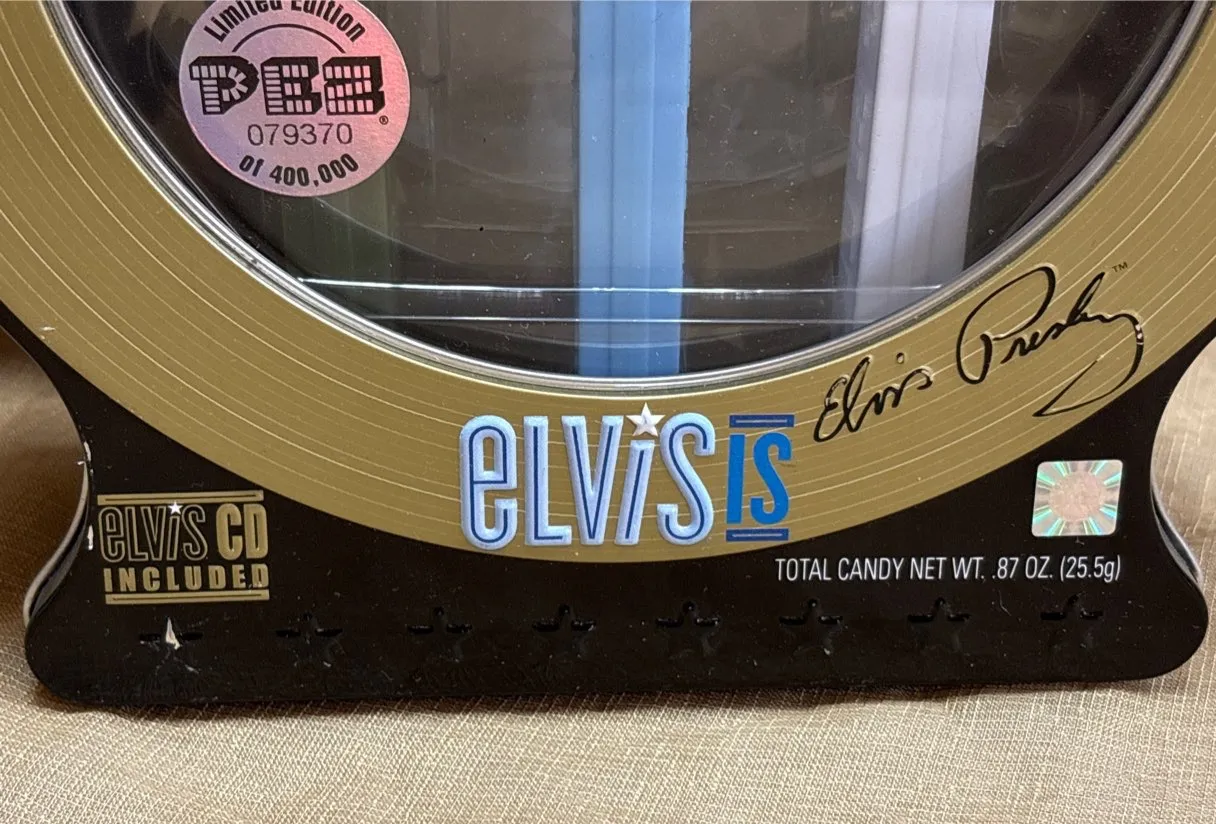 Limited Edition
PEZ®
079370
of 400,000
Elvis Presley™
ELViS IS
ELViS CD
INCLUDED
TOTAL CANDY NET WT. .87 OZ. (25.5g)